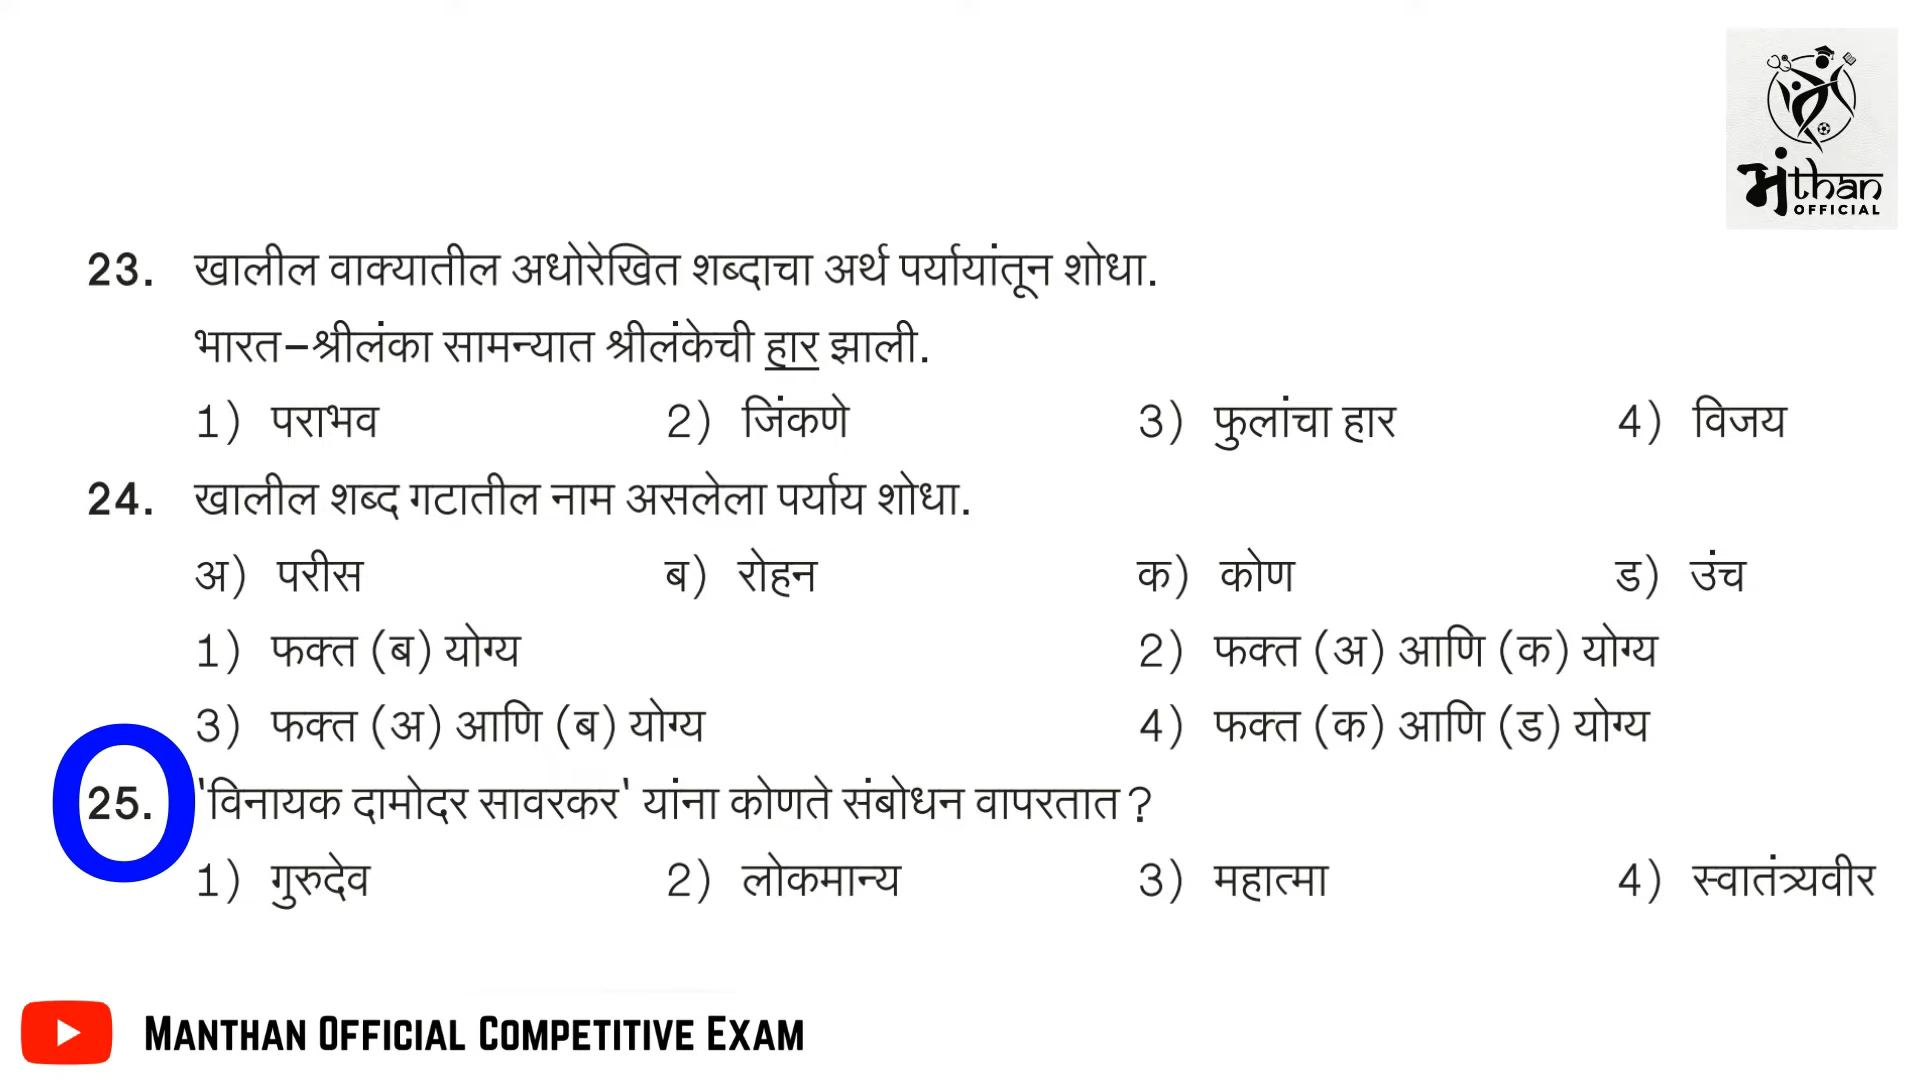 मंthan
OFFICIAL
23. खालील वाक्यातील अधोरेखित शब्दाचा अर्थ पर्यायांतून शोधा.
भारत-श्रीलंका सामन्यात श्रीलंकेची हार झाली.
1) पराभव 2) जिंकणे 3) फुलांचा हार 4) विजय
24. खालील शब्द गटातील नाम असलेला पर्याय शोधा.
अ) परीस ब) रोहन क) कोण ड) उंच
1) फक्त (ब) योग्य 2) फक्त (अ) आणि (क) योग्य
3) फक्त (अ) आणि (ब) योग्य 4) फक्त (क) आणि (ड) योग्य
25. 'विनायक दामोदर सावरकर' यांना कोणते संबोधन वापरतात?
1) गुरुदेव 2) लोकमान्य 3) महात्मा 4) स्वातंत्र्यवीर
MANTHAN OFFICIAL COMPETITIVE EXAM